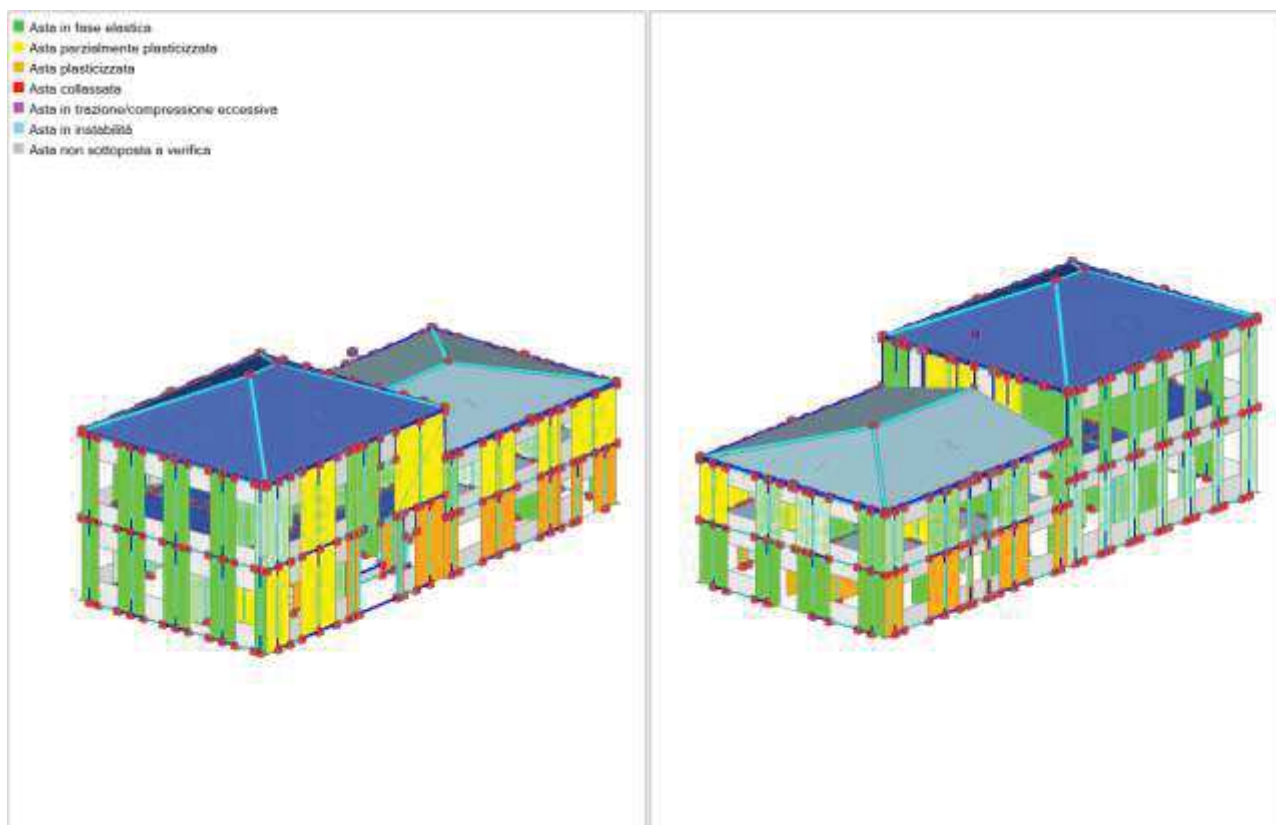 Asta in fase elastica
Asta parzialmente plasticizzata
Asta plasticizzata
Asta collassata
Asta in trazione/compressione eccessiva
Asta in instabilità
Asta non sottoposta a verifica